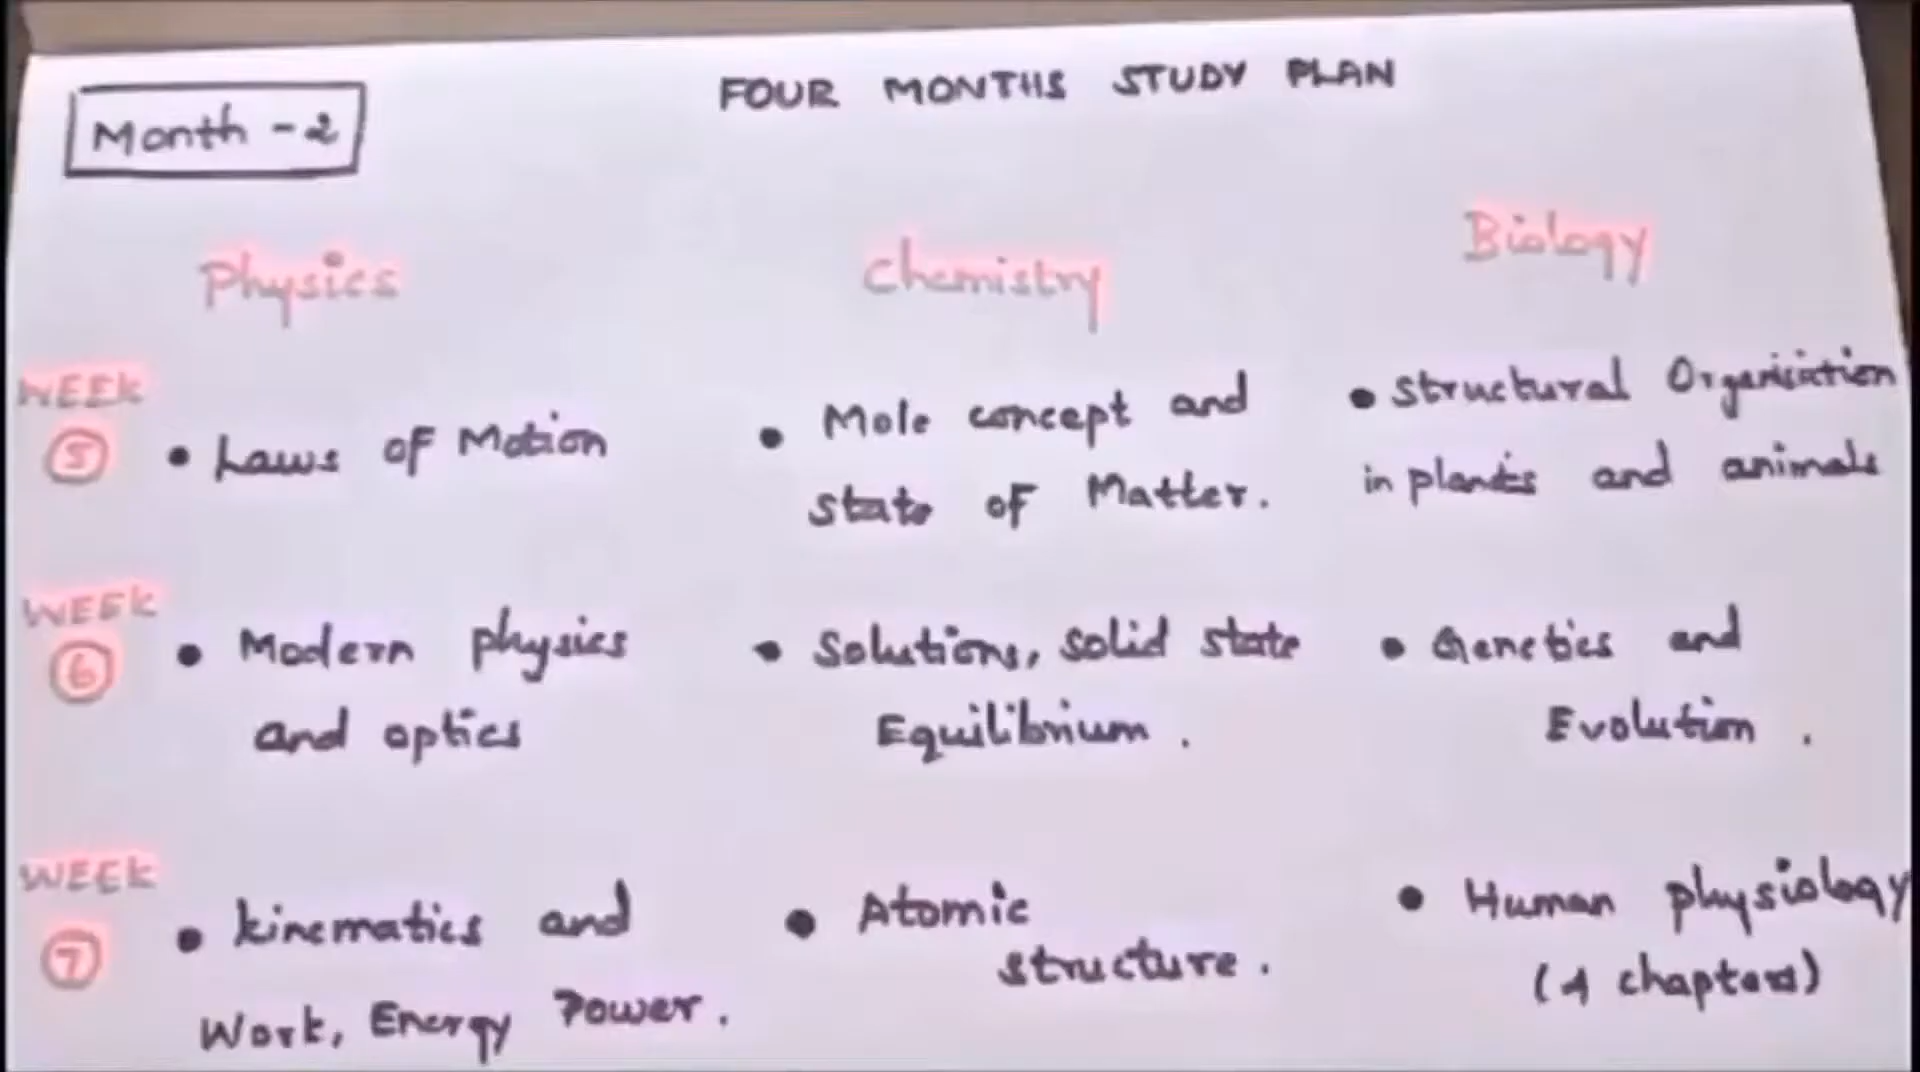 FOUR MONTHS STUDY PLAN
Month - 2
Physics
Chemistry
Biology
WEEK
5
• Laws of Motion
• Mole concept and
state of Matter.
• Structural Organisation
in plants and animals
WEEK
6
• Modern physics
and optics
• Solutions, solid state
Equilibrium.
• Genetics and
Evolution.
WEEK
7
• kinematics and
Work, Energy Power.
• Atomic
structure.
• Human physiology
(4 chapters)